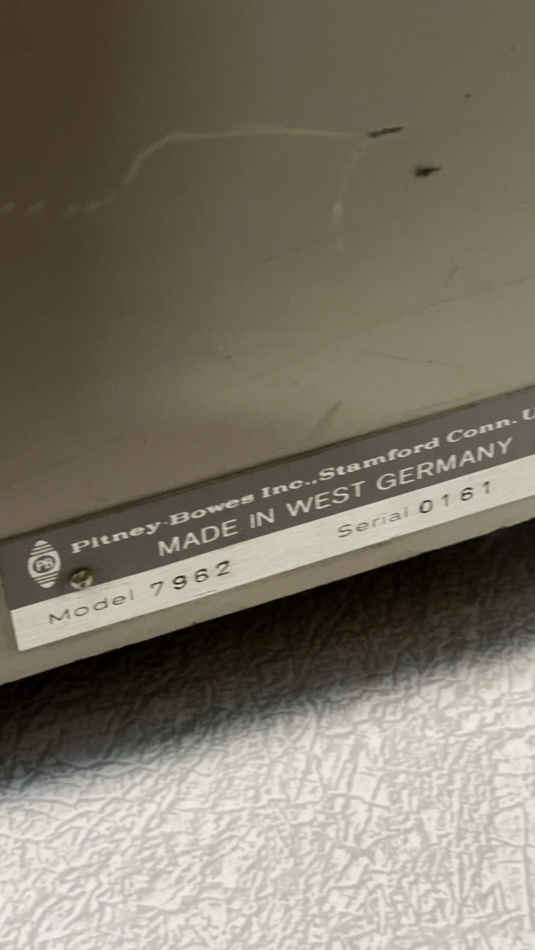 PB
Pitney-Bowes Inc., Stamford Conn. U
MADE IN WEST GERMANY
Model 7962 Serial 0161